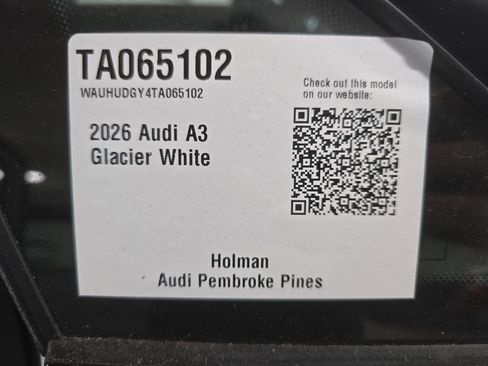 TA065102
WAUHUDGY4TA065102
Check out this model
on our website:
2026 Audi A3
Glacier White
Holman
Audi Pembroke Pines